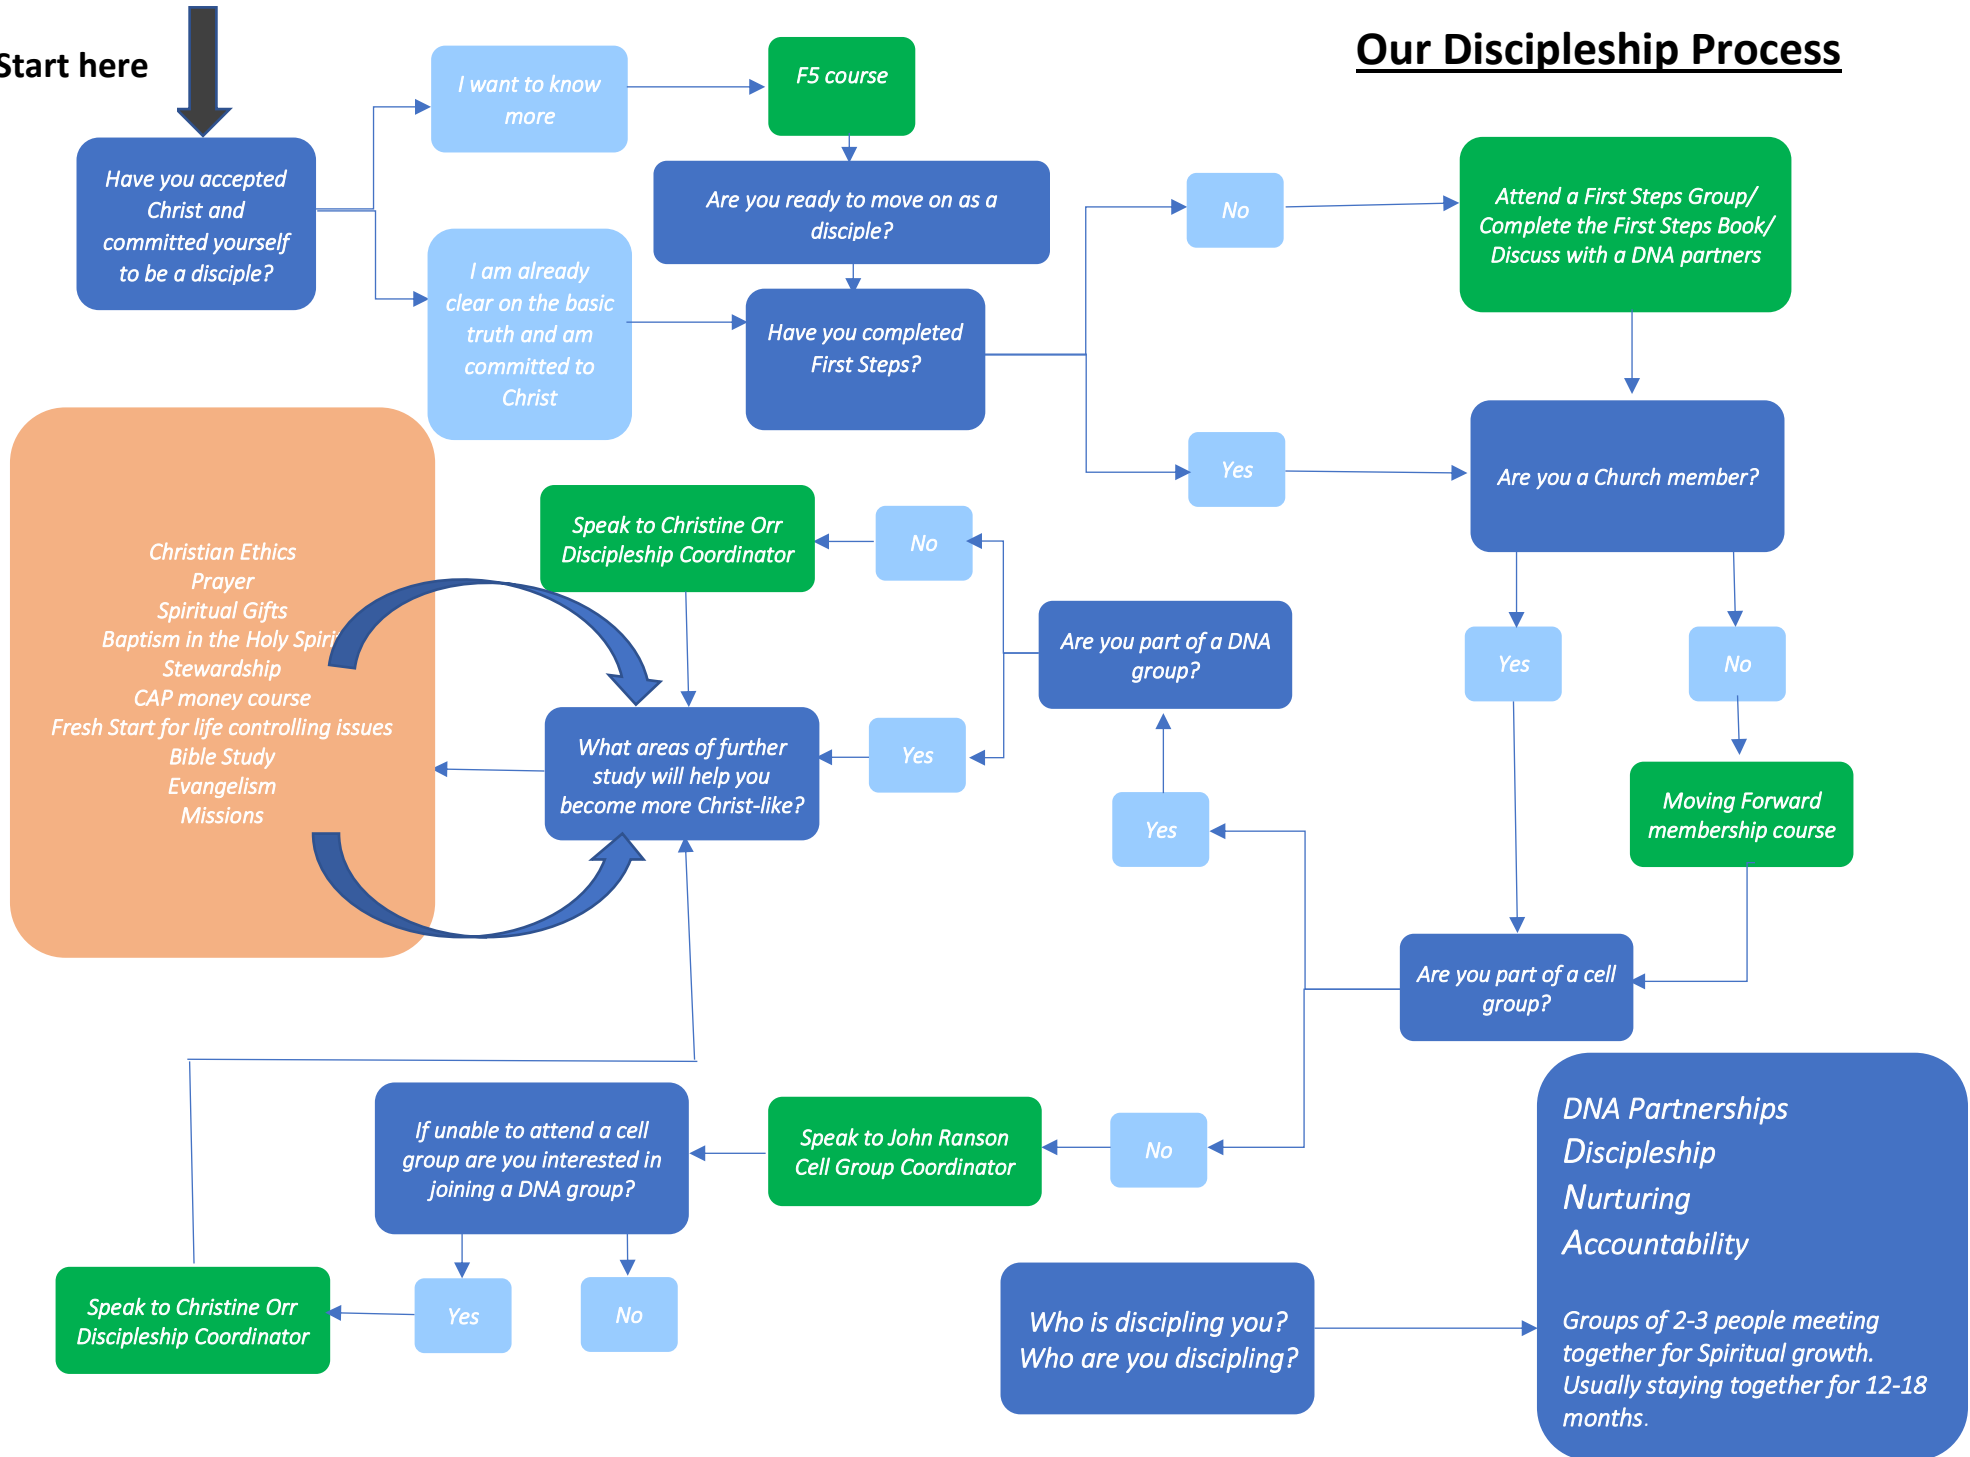 Start here
Our Discipleship Process
I want to know
more
F5 course
Have you accepted
Christ and
committed yourself
to be a disciple?
Are you ready to move on as a
disciple?
No
Attend a First Steps Group/
Complete the First Steps Book/
Discuss with a DNA partners
I am already
clear on the basic
truth and am
committed to
Christ
Have you completed
First Steps?
Yes
Are you a Church member?
Christian Ethics
Prayer
Spiritual Gifts
Baptism in the Holy Spirit
Stewardship
CAP money course
Fresh Start for life controlling issues
Bible Study
Evangelism
Missions
Speak to Christine Orr
Discipleship Coordinator
No
Are you part of a DNA
group?
Yes
No
What areas of further
study will help you
become more Christ-like?
Yes
Yes
Moving Forward
membership course
Are you part of a cell
group?
If unable to attend a cell
group are you interested in
joining a DNA group?
Speak to John Ranson
Cell Group Coordinator
No
DNA Partnerships
Discipleship
Nurturing
Accountability
Groups of 2-3 people meeting
together for Spiritual growth.
Usually staying together for 12-18
months.
Speak to Christine Orr
Discipleship Coordinator
Yes
No
Who is discipling you?
Who are you discipling?